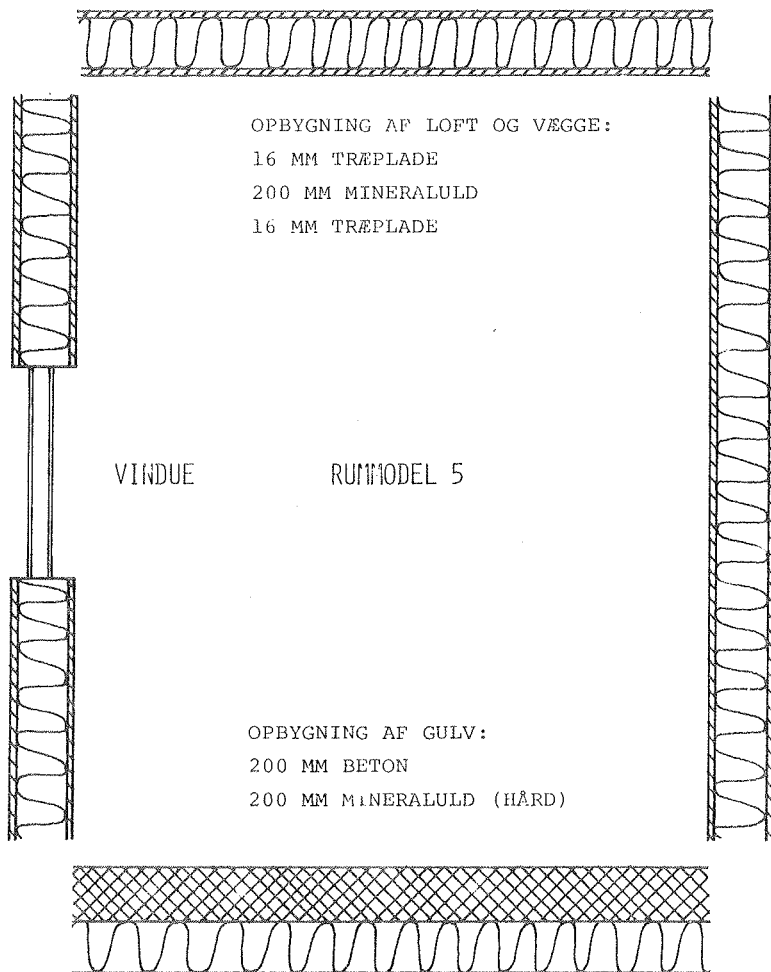 OPBYGNING AF LOFT OG VÆGGE:
16 MM TRÆPLADE
200 MM MINERALULD
16 MM TRÆPLADE
VINDUE RUMMODEL 5
OPBYGNING AF GULV:
200 MM BETON
200 MM MINERALULD (HÅRD)